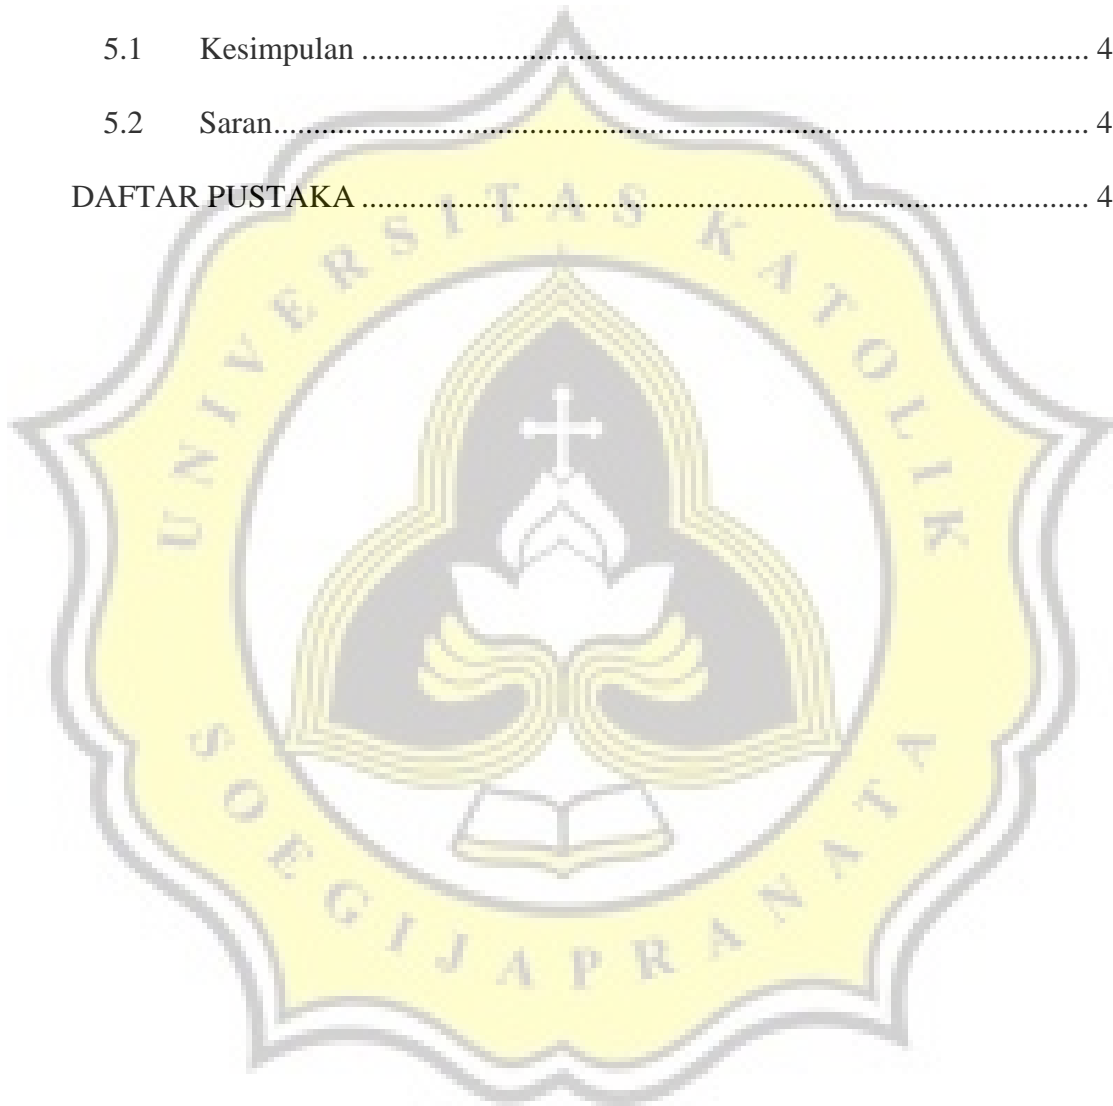 5.1 Kesimpulan ........................................................................................... 4
5.2 Saran...................................................................................................... 4
DAFTAR PUSTAKA ........................................................................................... 4
UNIVERSITAS KATOLIK
SOEGIJAPRANATA